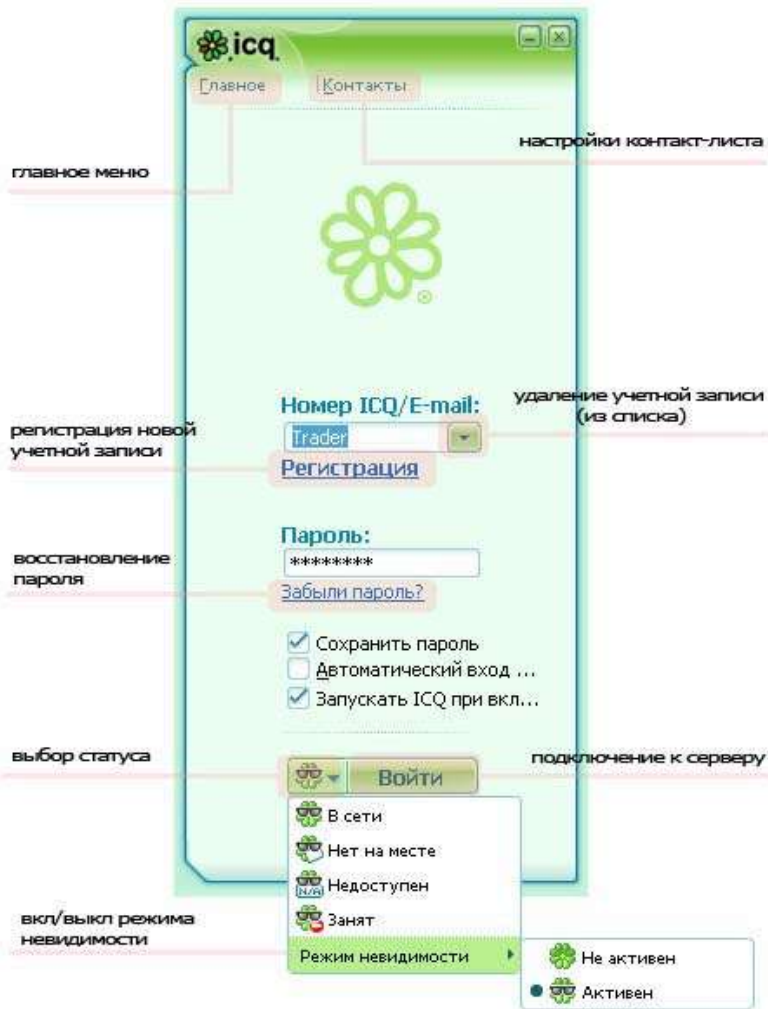 icq
Главное
Контакты
настройки контакт-листа
главное меню
®
удаление учетной записи
(из списка)
Номер ICQ/E-mail:
регистрация новой
учетной записи
Trader
Регистрация
Пароль:
восстановление
пароля
********
Забыли пароль?
Сохранить пароль
Автоматический вход ...
Запускать ICQ при вкл...
выбор статуса
Войти
подключение к серверу
В сети
Нет на месте
N/A
Недоступен
Занят
вкл/выкл режима
невидимости
Режим невидимости
Не активен
Активен